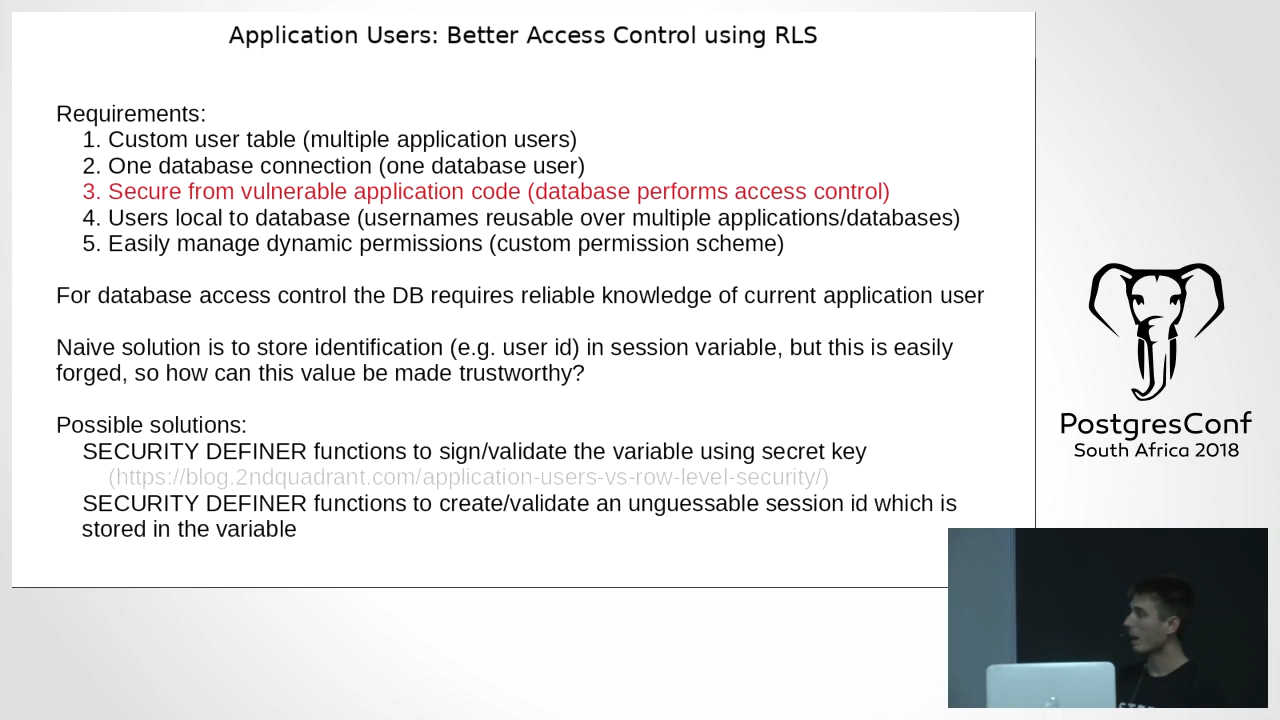 Application Users: Better Access Control using RLS
Requirements:
1. Custom user table (multiple application users)
2. One database connection (one database user)
3. Secure from vulnerable application code (database performs access control)
4. Users local to database (usernames reusable over multiple applications/databases)
5. Easily manage dynamic permissions (custom permission scheme)
For database access control the DB requires reliable knowledge of current application user
Naive solution is to store identification (e.g. user id) in session variable, but this is easily
forged, so how can this value be made trustworthy?
Possible solutions:
SECURITY DEFINER functions to sign/validate the variable using secret key
(https://blog.2ndquadrant.com/application-users-vs-row-level-security/)
SECURITY DEFINER functions to create/validate an unguessable session id which is
stored in the variable
PostgresConf
South Africa 2018